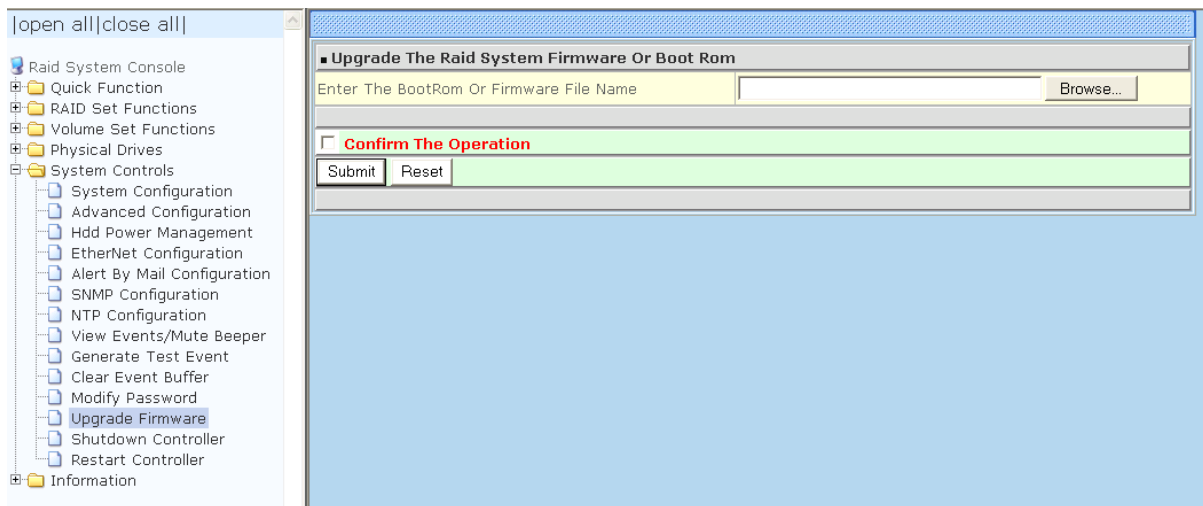 |open all|close all|
Raid System Console
Quick Function
RAID Set Functions
Volume Set Functions
Physical Drives
System Controls
System Configuration
Advanced Configuration
Hdd Power Management
EtherNet Configuration
Alert By Mail Configuration
SNMP Configuration
NTP Configuration
View Events/Mute Beeper
Generate Test Event
Clear Event Buffer
Modify Password
Upgrade Firmware
Shutdown Controller
Restart Controller
Information
Upgrade The Raid System Firmware Or Boot Rom
Enter The BootRom Or Firmware File Name
Browse...
Confirm The Operation
Submit Reset